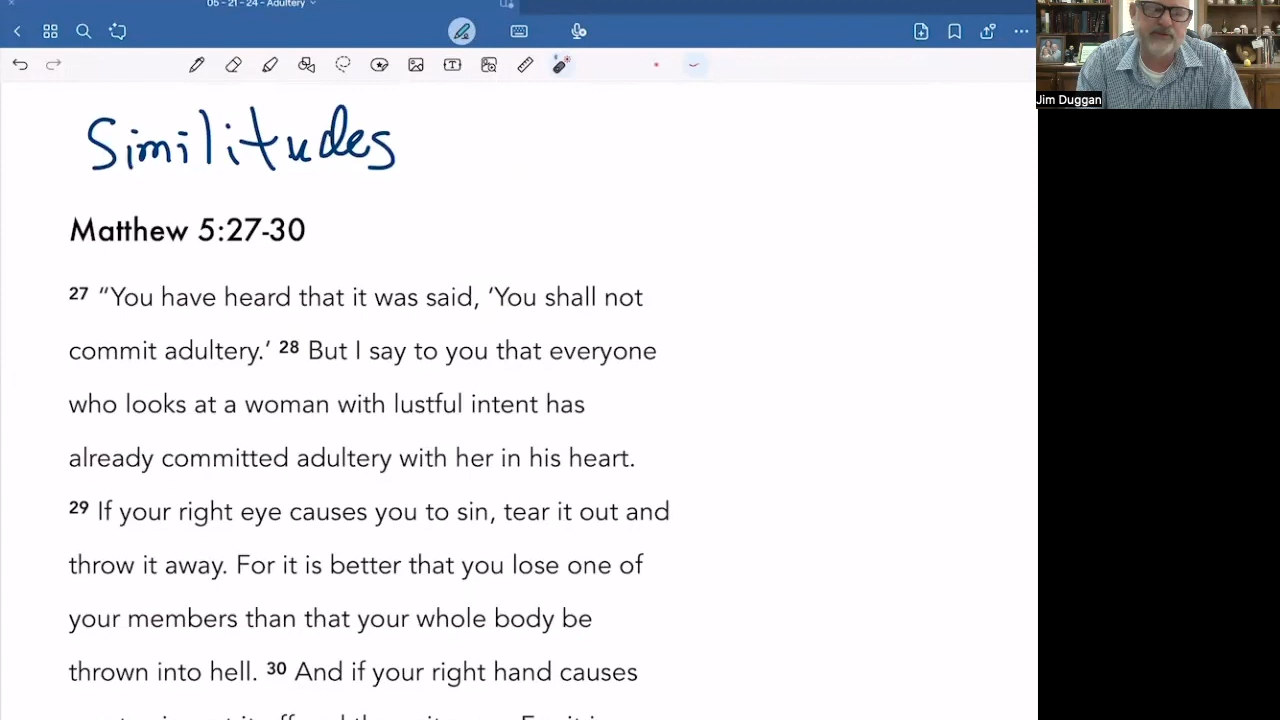 05 - 21 - 24 - Adultery
Jim Duggan
Similitudes
Matthew 5:27-30
27 “You have heard that it was said, ‘You shall not
commit adultery.’ 28 But I say to you that everyone
who looks at a woman with lustful intent has
already committed adultery with her in his heart.
29 If your right eye causes you to sin, tear it out and
throw it away. For it is better that you lose one of
your members than that your whole body be
thrown into hell. 30 And if your right hand causes